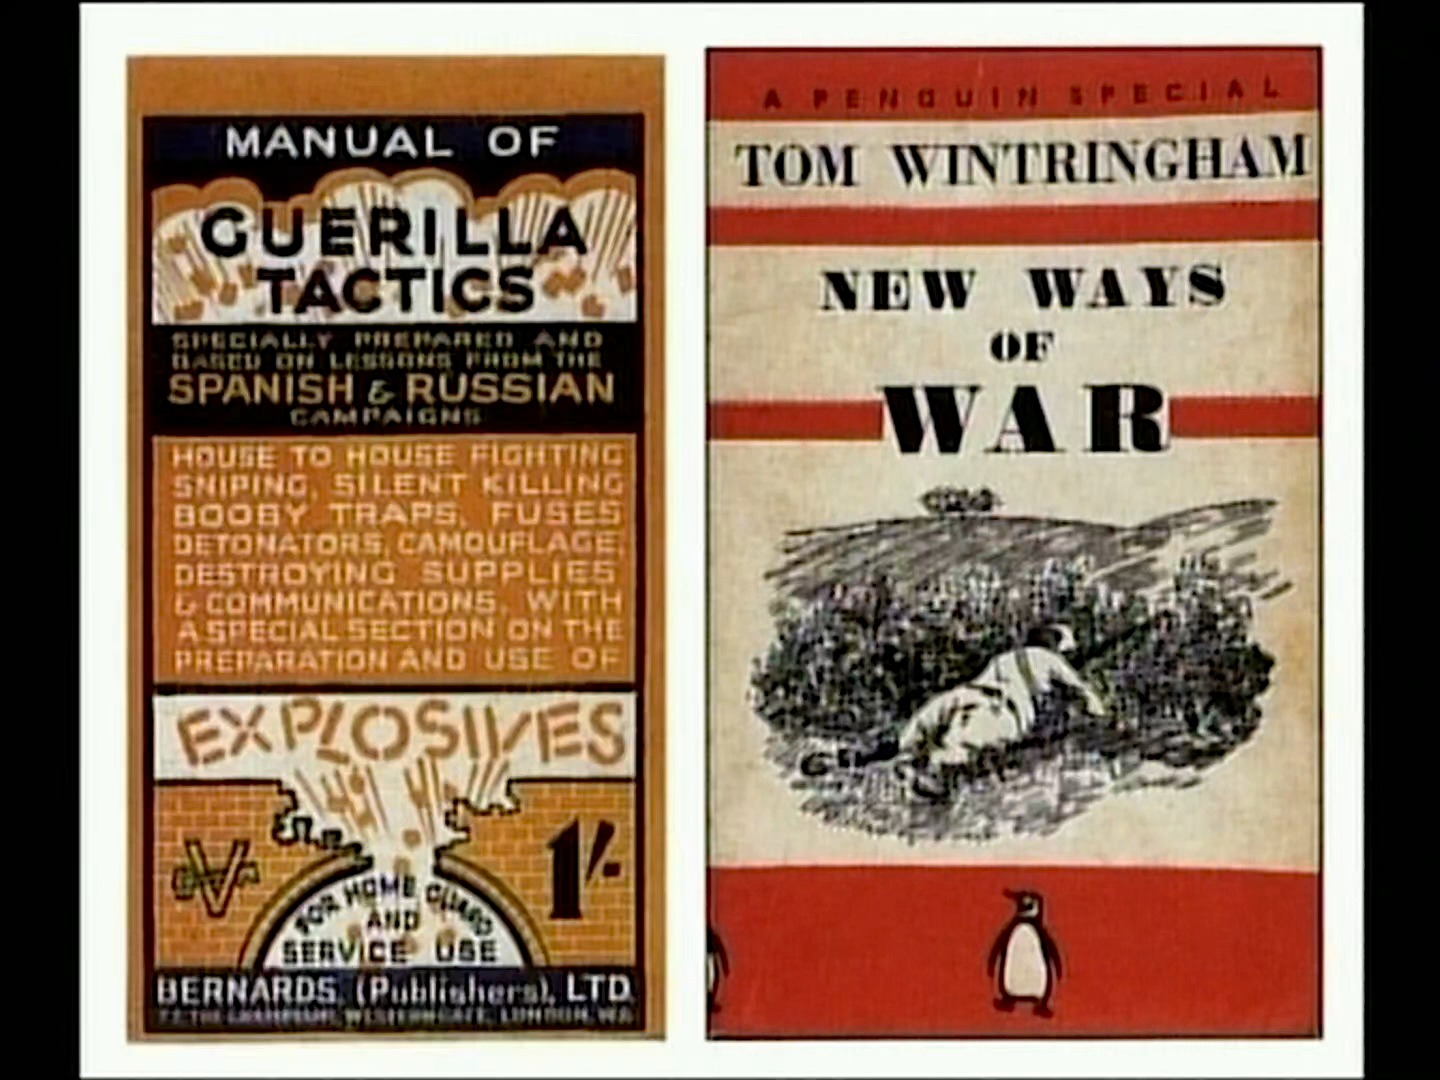 MANUAL OF
GUERILLA
TACTICS
SPECIALLY PREPARED AND
BASED ON LESSONS FROM THE
SPANISH & RUSSIAN
CAMPAIGNS
HOUSE TO HOUSE FIGHTING
SNIPING, SILENT KILLING
BOOBY TRAPS, FUSES
DETONATORS, CAMOUFLAGE,
DESTROYING SUPPLIES
& COMMUNICATIONS, WITH
A SPECIAL SECTION ON THE
PREPARATION AND USE OF
EXPLOSIVES
1/-
FOR HOME GUARD
AND
SERVICE USE
BERNARDS, (Publishers), LTD.
LONDON, W.6
A PENGUIN SPECIAL
TOM WINTRINGHAM
NEW WAYS
OF
WAR